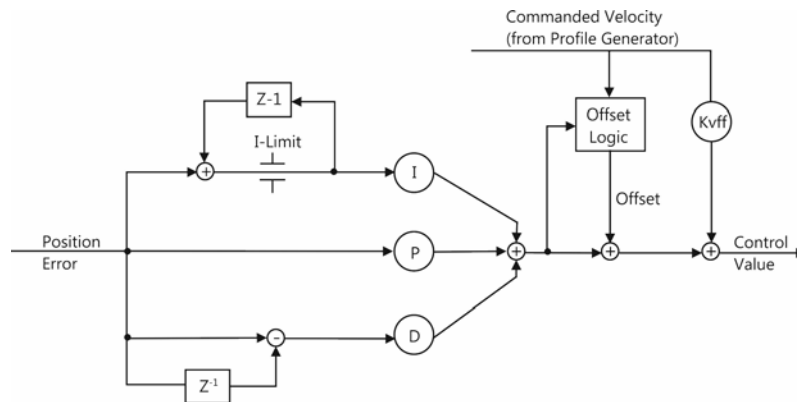 Commanded Velocity
(from Profile Generator)
Z-1
I-Limit
Offset
Logic
Kvff
I
Offset
Position
Error
P
Control
Value
D
Z⁻¹